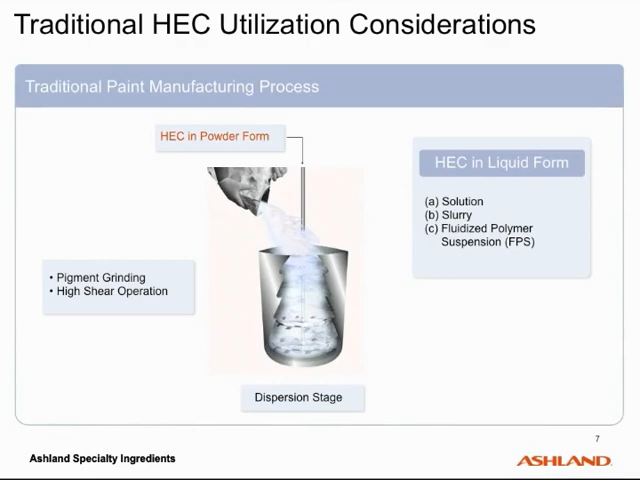 Traditional HEC Utilization Considerations
Traditional Paint Manufacturing Process
HEC in Powder Form
HEC in Liquid Form
(a) Solution
(b) Slurry
(c) Fluidized Polymer
Suspension (FPS)
• Pigment Grinding
• High Shear Operation
Dispersion Stage
7
Ashland Specialty Ingredients
ASHLAND.